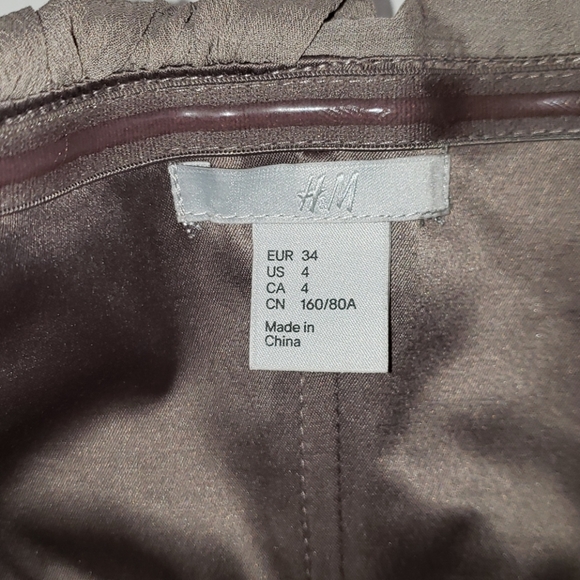 H&M
EUR 34
US 4
CA 4
CN 160/80A
Made in
China